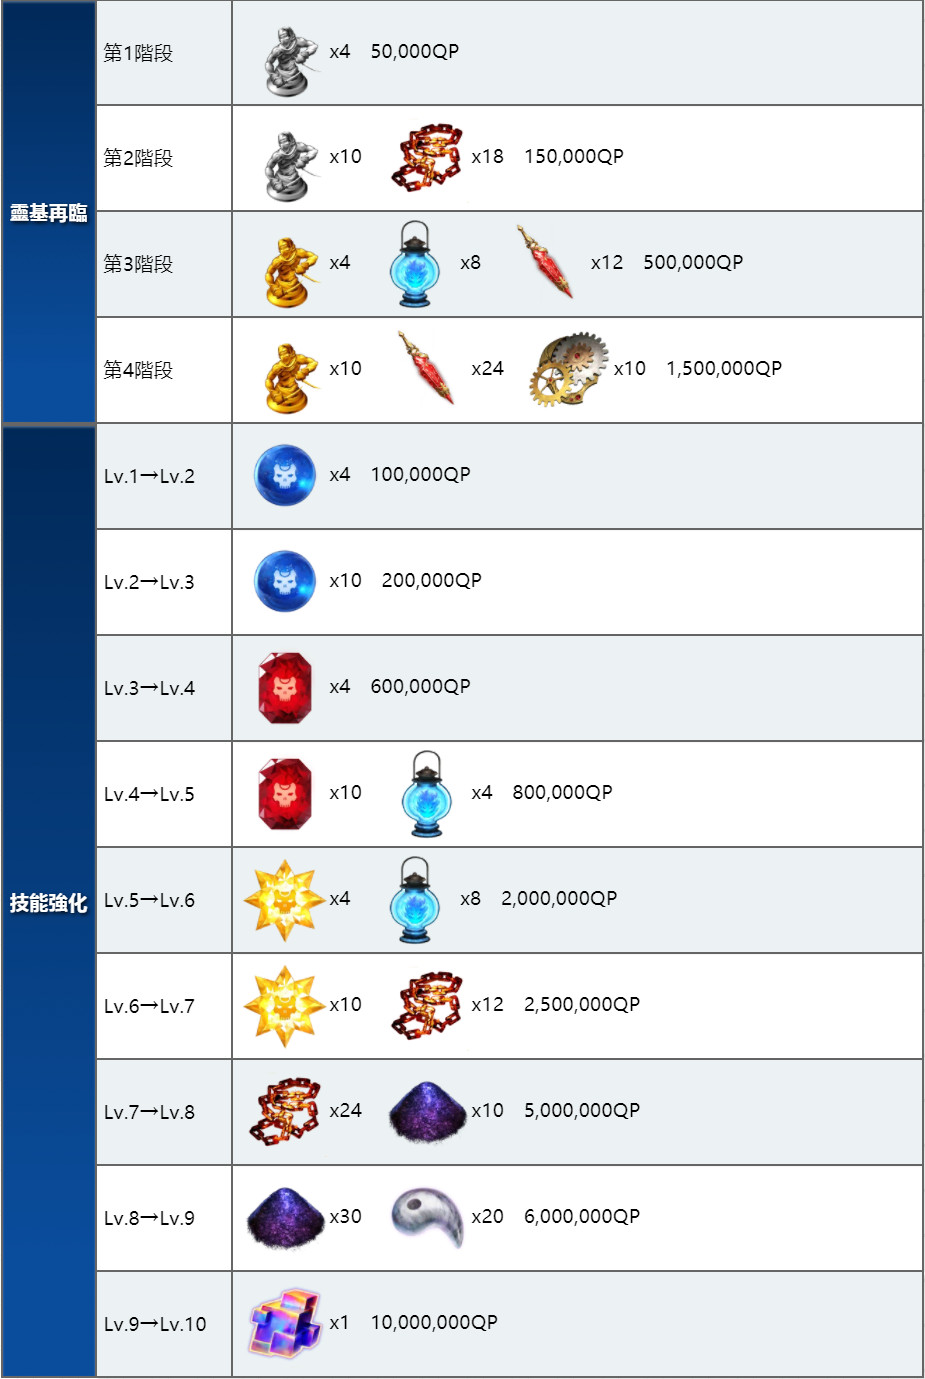 靈基再臨
第1階段 x4 50,000QP
第2階段 x10 x18 150,000QP
第3階段 x4 x8 x12 500,000QP
第4階段 x10 x24 x10 1,500,000QP
技能強化
Lv.1→Lv.2 x4 100,000QP
Lv.2→Lv.3 x10 200,000QP
Lv.3→Lv.4 x4 600,000QP
Lv.4→Lv.5 x10 x4 800,000QP
Lv.5→Lv.6 x4 x8 2,000,000QP
Lv.6→Lv.7 x10 x12 2,500,000QP
Lv.7→Lv.8 x24 x10 5,000,000QP
Lv.8→Lv.9 x30 x20 6,000,000QP
Lv.9→Lv.10 x1 10,000,000QP